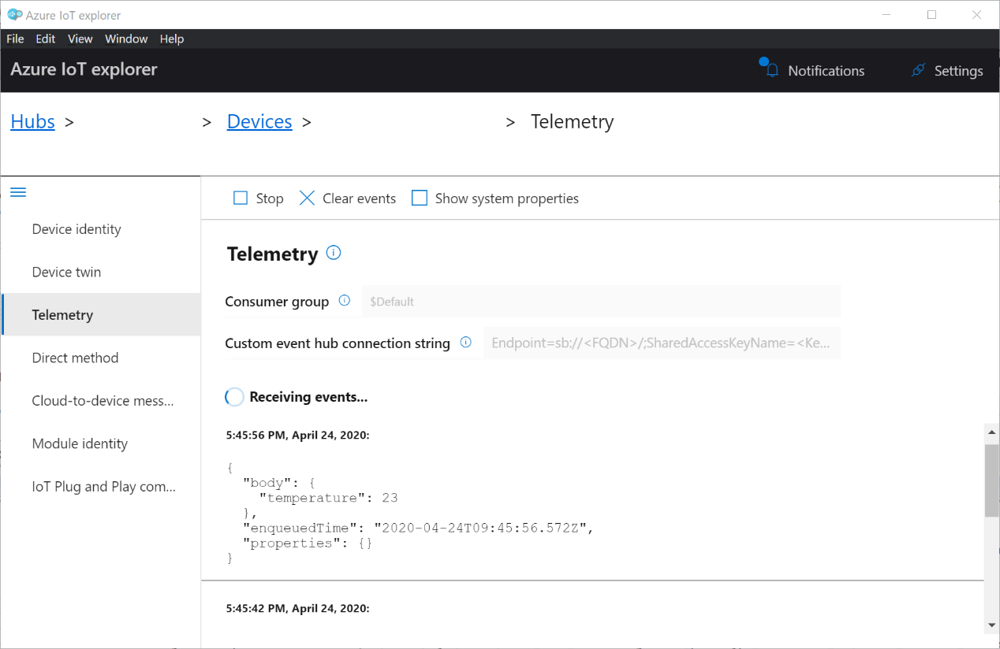 Azure IoT explorer
File Edit View Window Help
Azure IoT explorer Notifications Settings
Hubs > > Devices > > Telemetry
Stop Clear events Show system properties
Device identity
Device twin
Telemetry
Direct method
Cloud-to-device mess...
Module identity
IoT Plug and Play com...
Telemetry
Consumer group $Default
Custom event hub connection string Endpoint=sb://<FQDN>/;SharedAccessKeyName=<Ke...
Receiving events...
5:45:56 PM, April 24, 2020:
{
"body": {
"temperature": 23
},
"enqueuedTime": "2020-04-24T09:45:56.572Z",
"properties": {}
}
5:45:42 PM, April 24, 2020: